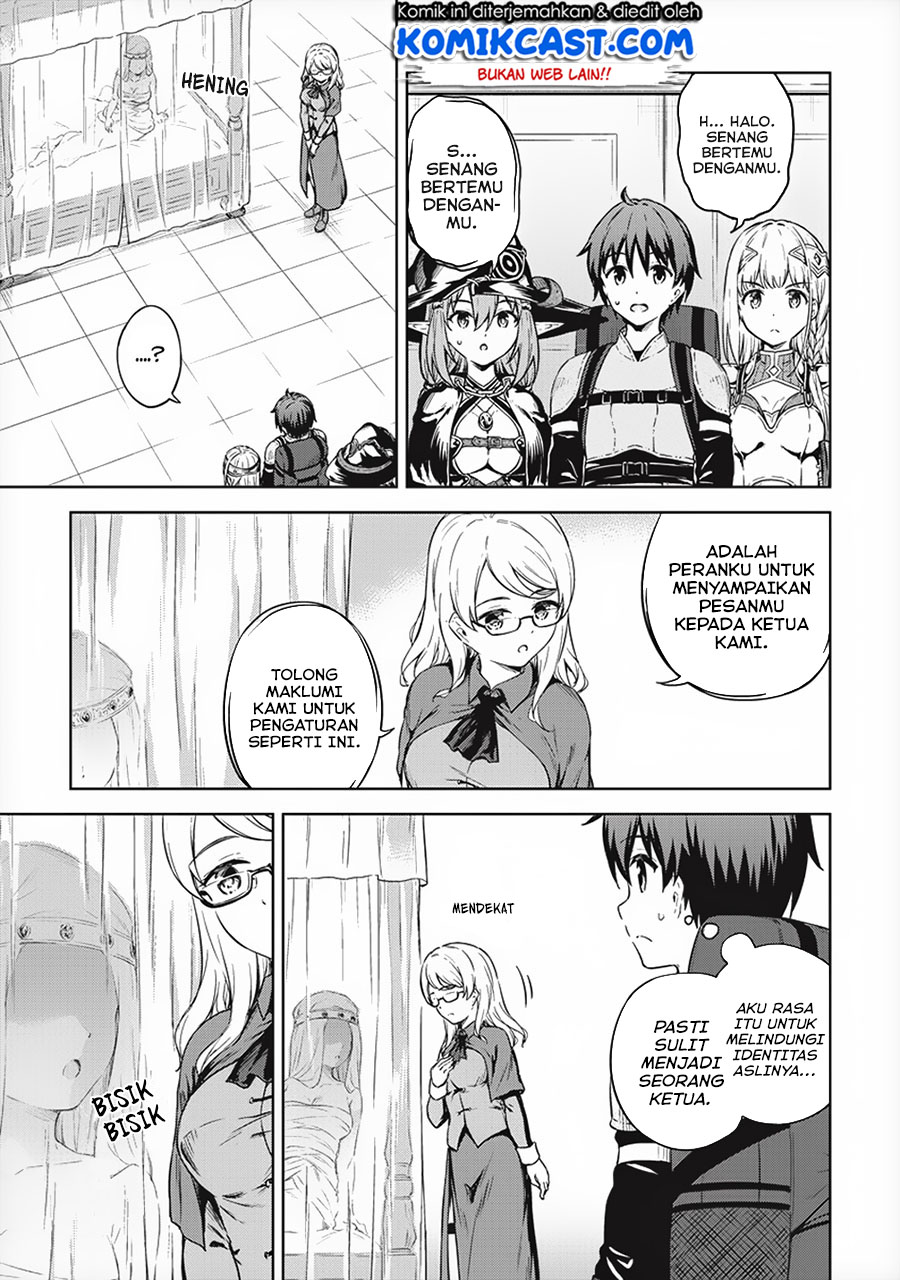 Komik ini diterjemahkan & diedit oleh
KOMIKCAST.COM
BUKAN WEB LAIN!!
H... HALO.
SENANG
BERTEMU
DENGANMU.
S...
SENANG
BERTEMU
DENGAN-
MU.
HENING
....?
ADALAH
PERANKU UNTUK
MENYAMPAIKAN
PESANMU
KEPADA KETUA
KAMI.
TOLONG
MAKLUMI
KAMI UNTUK
PENGATURAN
SEPERTI INI.
MENDEKAT
AKU RASA
ITU UNTUK
MELINDUNGI
IDENTITAS
ASLINYA...
PASTI
SULIT
MENJADI
SEORANG
KETUA.
BISIK
BISIK